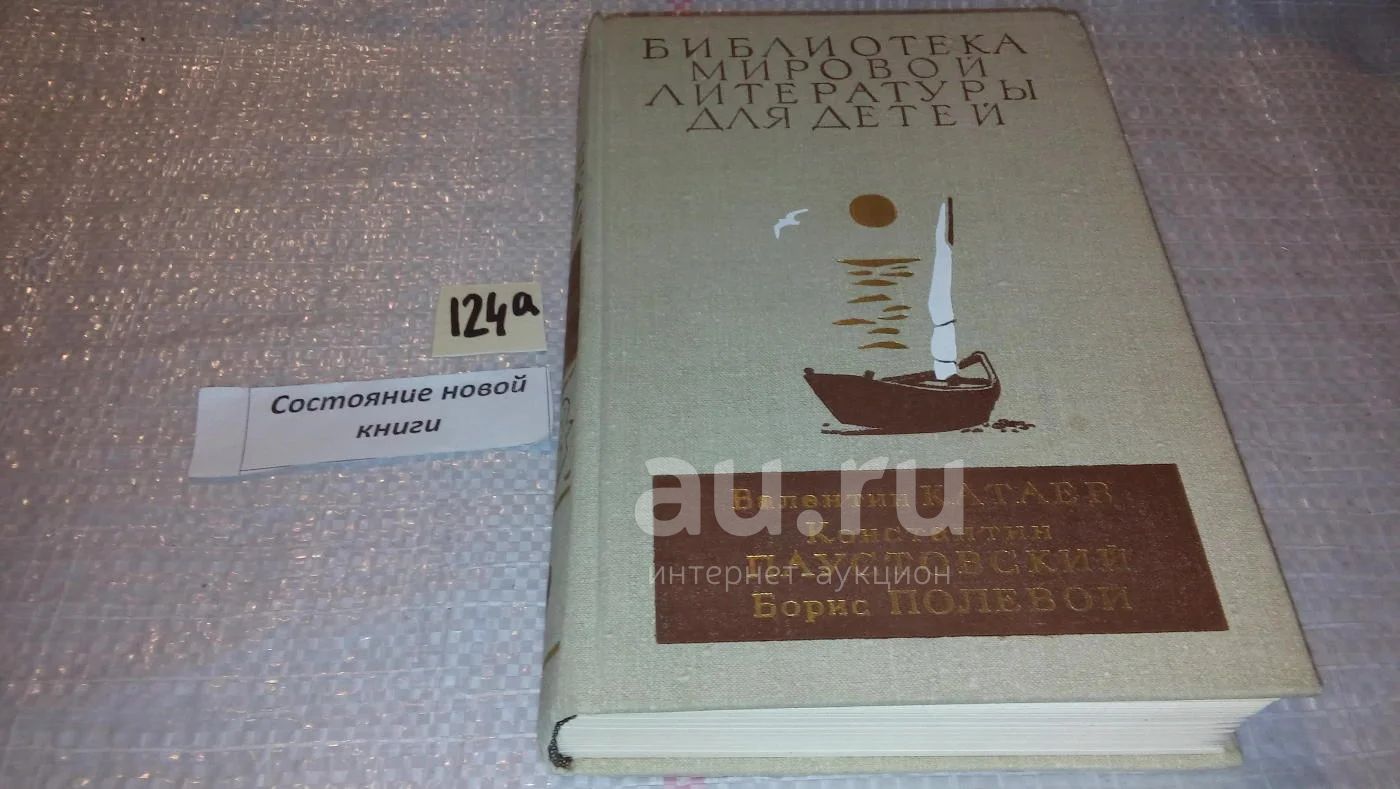 БИБЛИОТЕКА
МИРОВОЙ
ЛИТЕРАТУРЫ
ДЛЯ ДЕТЕЙ
124а
Состояние новой
книги
au.ru
интернет-аукцион
Валентин КАТАЕВ
Константин
ПАУСТОВСКИЙ
Борис ПОЛЕВОЙ